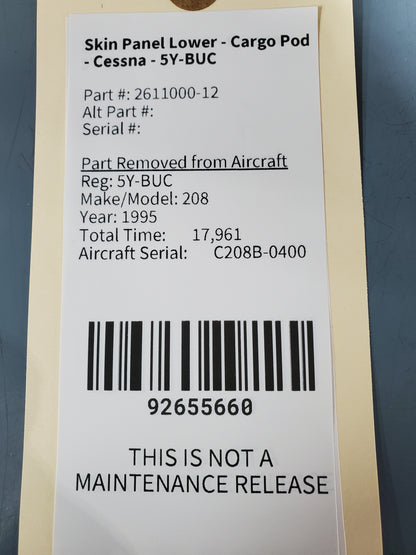 Skin Panel Lower - Cargo Pod
- Cessna - 5Y-BUC
Part #: 2611000-12
Alt Part #:
Serial #:
Part Removed from Aircraft
Reg: 5Y-BUC
Make/Model: 208
Year: 1995
Total Time: 17,961
Aircraft Serial: C208B-0400
92655660
THIS IS NOT A
MAINTENANCE RELEASE